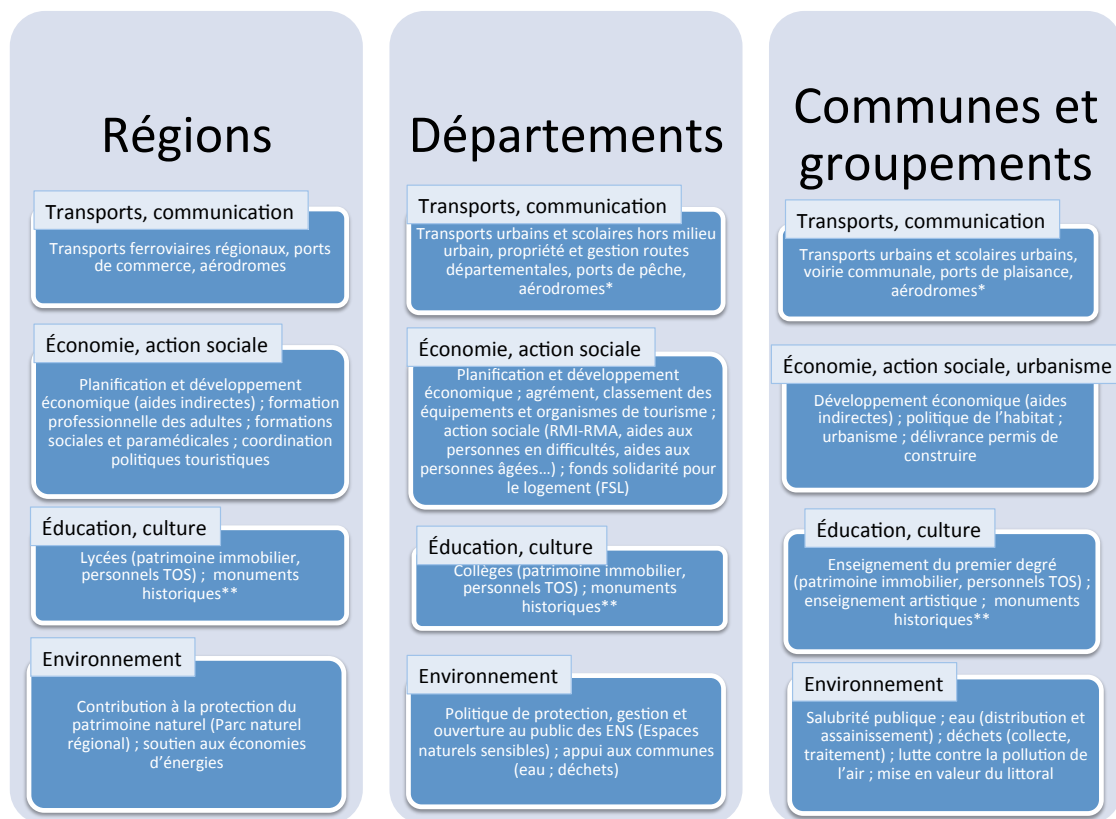 Régions
Transports, communication
Transports ferroviaires régionaux, ports
de commerce, aérodromes
Économie, action sociale
Planification et développement
économique (aides indirectes) ; formation
professionnelle des adultes ; formations
sociales et paramédicales ; coordination
politiques touristiques
Éducation, culture
Lycées (patrimoine immobilier,
personnels TOS) ; monuments
historiques**
Environnement
Contribution à la protection du
patrimoine naturel (Parc naturel
régional) ; soutien aux économies
d’énergies
Départements
Transports, communication
Transports urbains et scolaires hors milieu
urbain, propriété et gestion routes
départementales, ports de pêche,
aérodromes*
Économie, action sociale
Planification et développement
économique ; agrément, classement des
équipements et organismes de tourisme ;
action sociale (RMI-RMA, aides aux
personnes en difficultés, aides aux
personnes âgées…) ; fonds solidarité pour
le logement (FSL)
Éducation, culture
Collèges (patrimoine immobilier,
personnels TOS) ; monuments
historiques**
Environnement
Politique de protection, gestion et
ouverture au public des ENS (Espaces
naturels sensibles) ; appui aux communes
(eau ; déchets)
Communes et
groupements
Transports, communication
Transports urbains et scolaires urbains,
voirie communale, ports de plaisance,
aérodromes*
Économie, action sociale, urbanisme
Développement économique (aides
indirectes) ; politique de l’habitat ;
urbanisme ; délivrance permis de
construire
Éducation, culture
Enseignement du premier degré
(patrimoine immobilier, personnels TOS) ;
enseignement artistique ; monuments
historiques**
Environnement
Salubrité publique ; eau (distribution et
assainissement) ; déchets (collecte,
traitement) ; lutte contre la pollution de
l’air ; mise en valeur du littoral